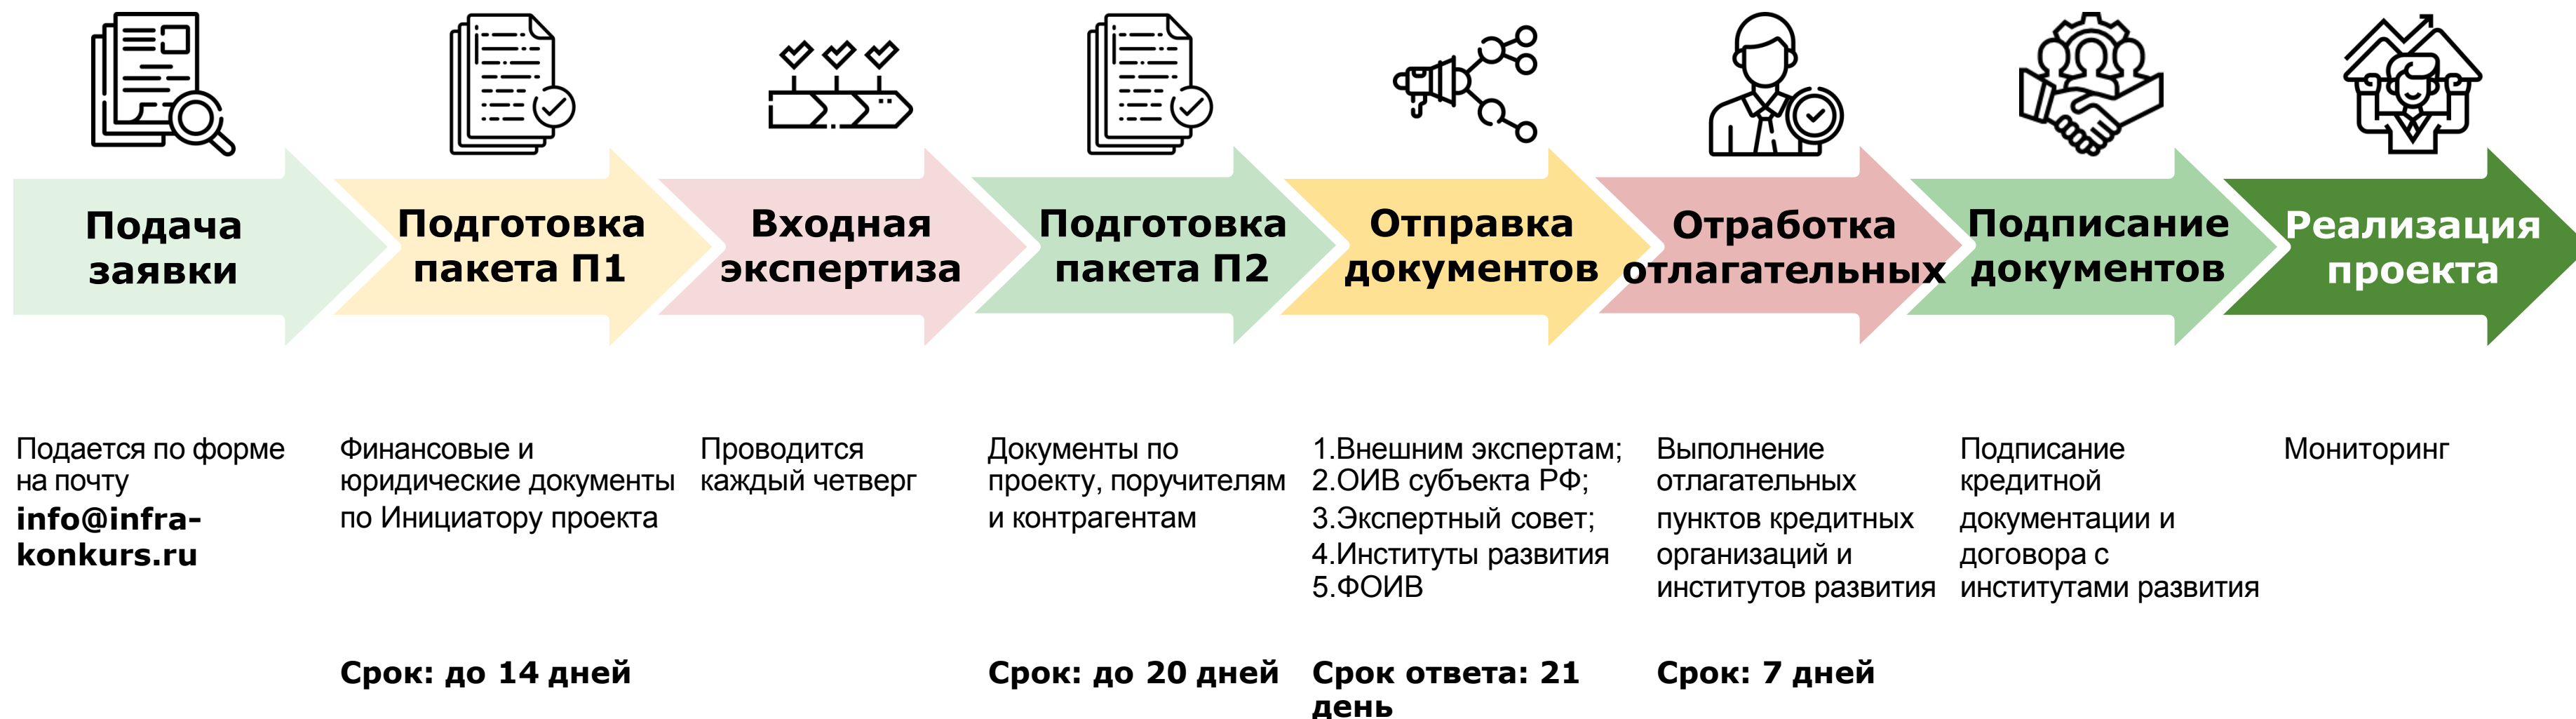 Подача
заявки
Подготовка
пакета П1
Входная
экспертиза
Подготовка
пакета П2
Отправка
документов
Отработка
отлагательных
Подписание
документов
Реализация
проекта
Подается по форме
на почту
info@infra-
konkurs.ru
Финансовые и
юридические документы
по Инициатору проекта
Срок: до 14 дней
Проводится
каждый четверг
Документы по
проекту, поручителям
и контрагентам
Срок: до 20 дней
1.Внешним экспертам;
2.ОИВ субъекта РФ;
3.Экспертный совет;
4.Институты развития
5.ФОИВ
Срок ответа: 21
день
Выполнение
отлагательных
пунктов кредитных
организаций и
институтов развития
Срок: 7 дней
Подписание
кредитной
документации и
договора с
институтами развития
Мониторинг